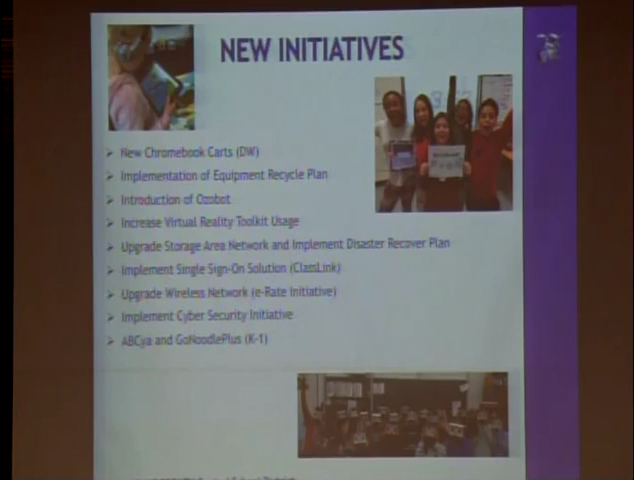 NEW INITIATIVES
New Chromebook Carts (DW)
Implementation of Equipment Recycle Plan
Introduction of Ozobot
Increase Virtual Reality Toolkit Usage
Upgrade Storage Area Network and Implement Disaster Recover Plan
Implement Single Sign-On Solution (ClassLink)
Upgrade Wireless Network (e-Rate Initiative)
Implement Cyber Security Initiative
ABCya and GoNoodlePlus (K-1)